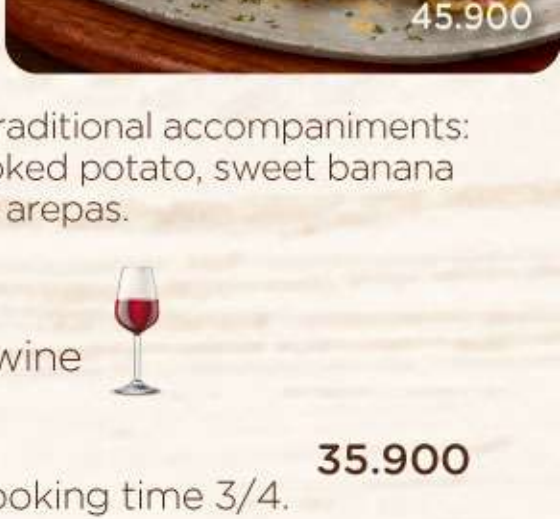 45.900
raditional accompaniments:
oked potato, sweet banana
arepas.
wine
35.900
ooking time 3/4.